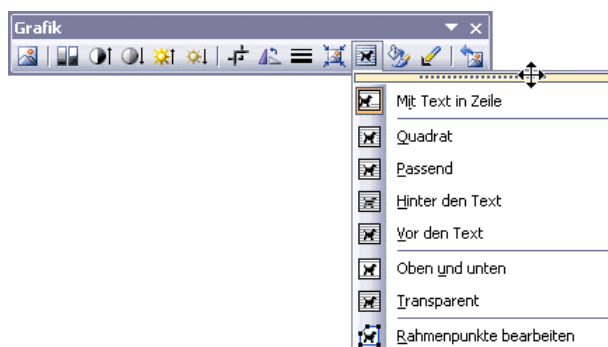 Grafik
Mit Text in Zeile
Quadrat
Passend
Hinter den Text
Vor den Text
Oben und unten
Transparent
Rahmenpunkte bearbeiten